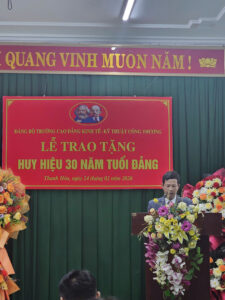 QUANG VINH MUÔN NĂM !
ĐẢNG BỘ TRƯỜNG CAO ĐẲNG KINH TẾ - KỸ THUẬT CÔNG THƯƠNG
LỄ TRAO TẶNG
HUY HIỆU 30 NĂM TUỔI ĐẢNG
Thanh Hóa, ngày 24 tháng 01 năm 2026